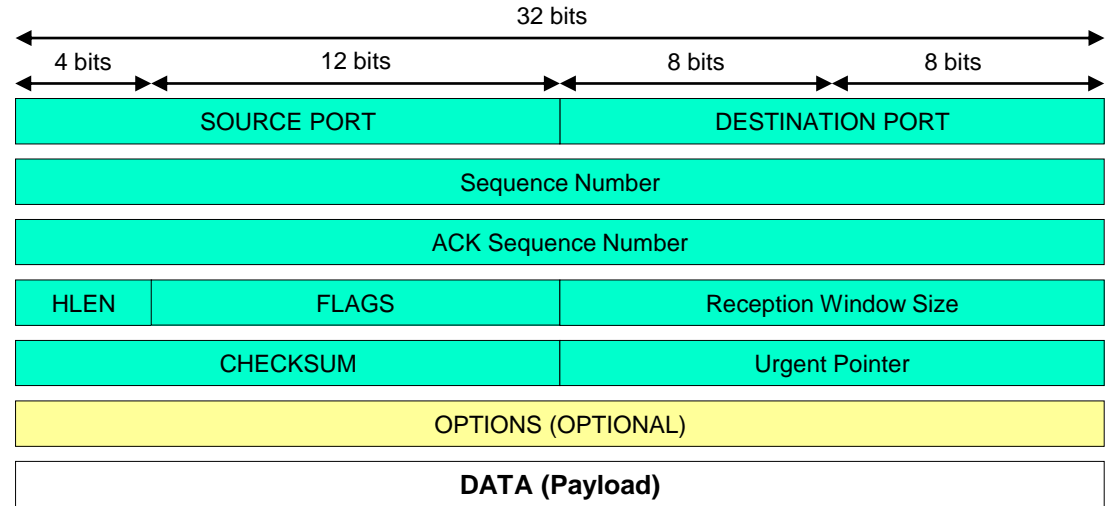 32 bits
4 bits 12 bits 8 bits 8 bits
SOURCE PORT DESTINATION PORT
Sequence Number
ACK Sequence Number
HLEN FLAGS Reception Window Size
CHECKSUM Urgent Pointer
OPTIONS (OPTIONAL)
DATA (Payload)